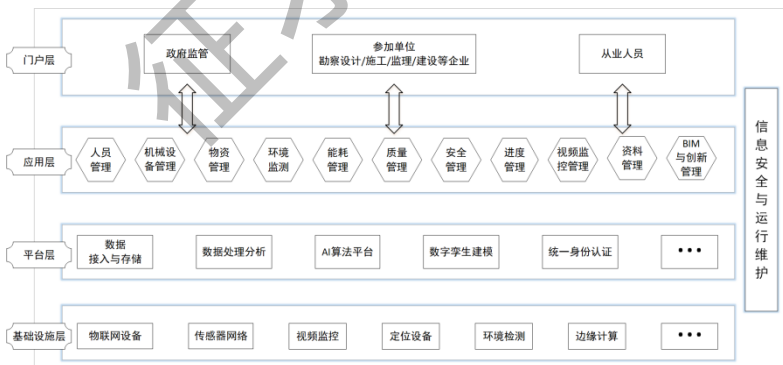 征求
门户层
政府监管
参加单位
勘察设计/施工/监理/建设等企业
从业人员
应用层
人员
管理
机械设
备管理
物资
管理
环境
监测
能耗
管理
质量
管理
安全
管理
进度
管理
视频监
控管理
资料
管理
BIM
与创新
管理
平台层
数据
接入与存储
数据处理分析
AI算法平台
数字孪生建模
统一身份认证
•••
基础设施层
物联网设备
传感器网络
视频监控
定位设备
环境检测
边缘计算
•••
信息安全与运行维护